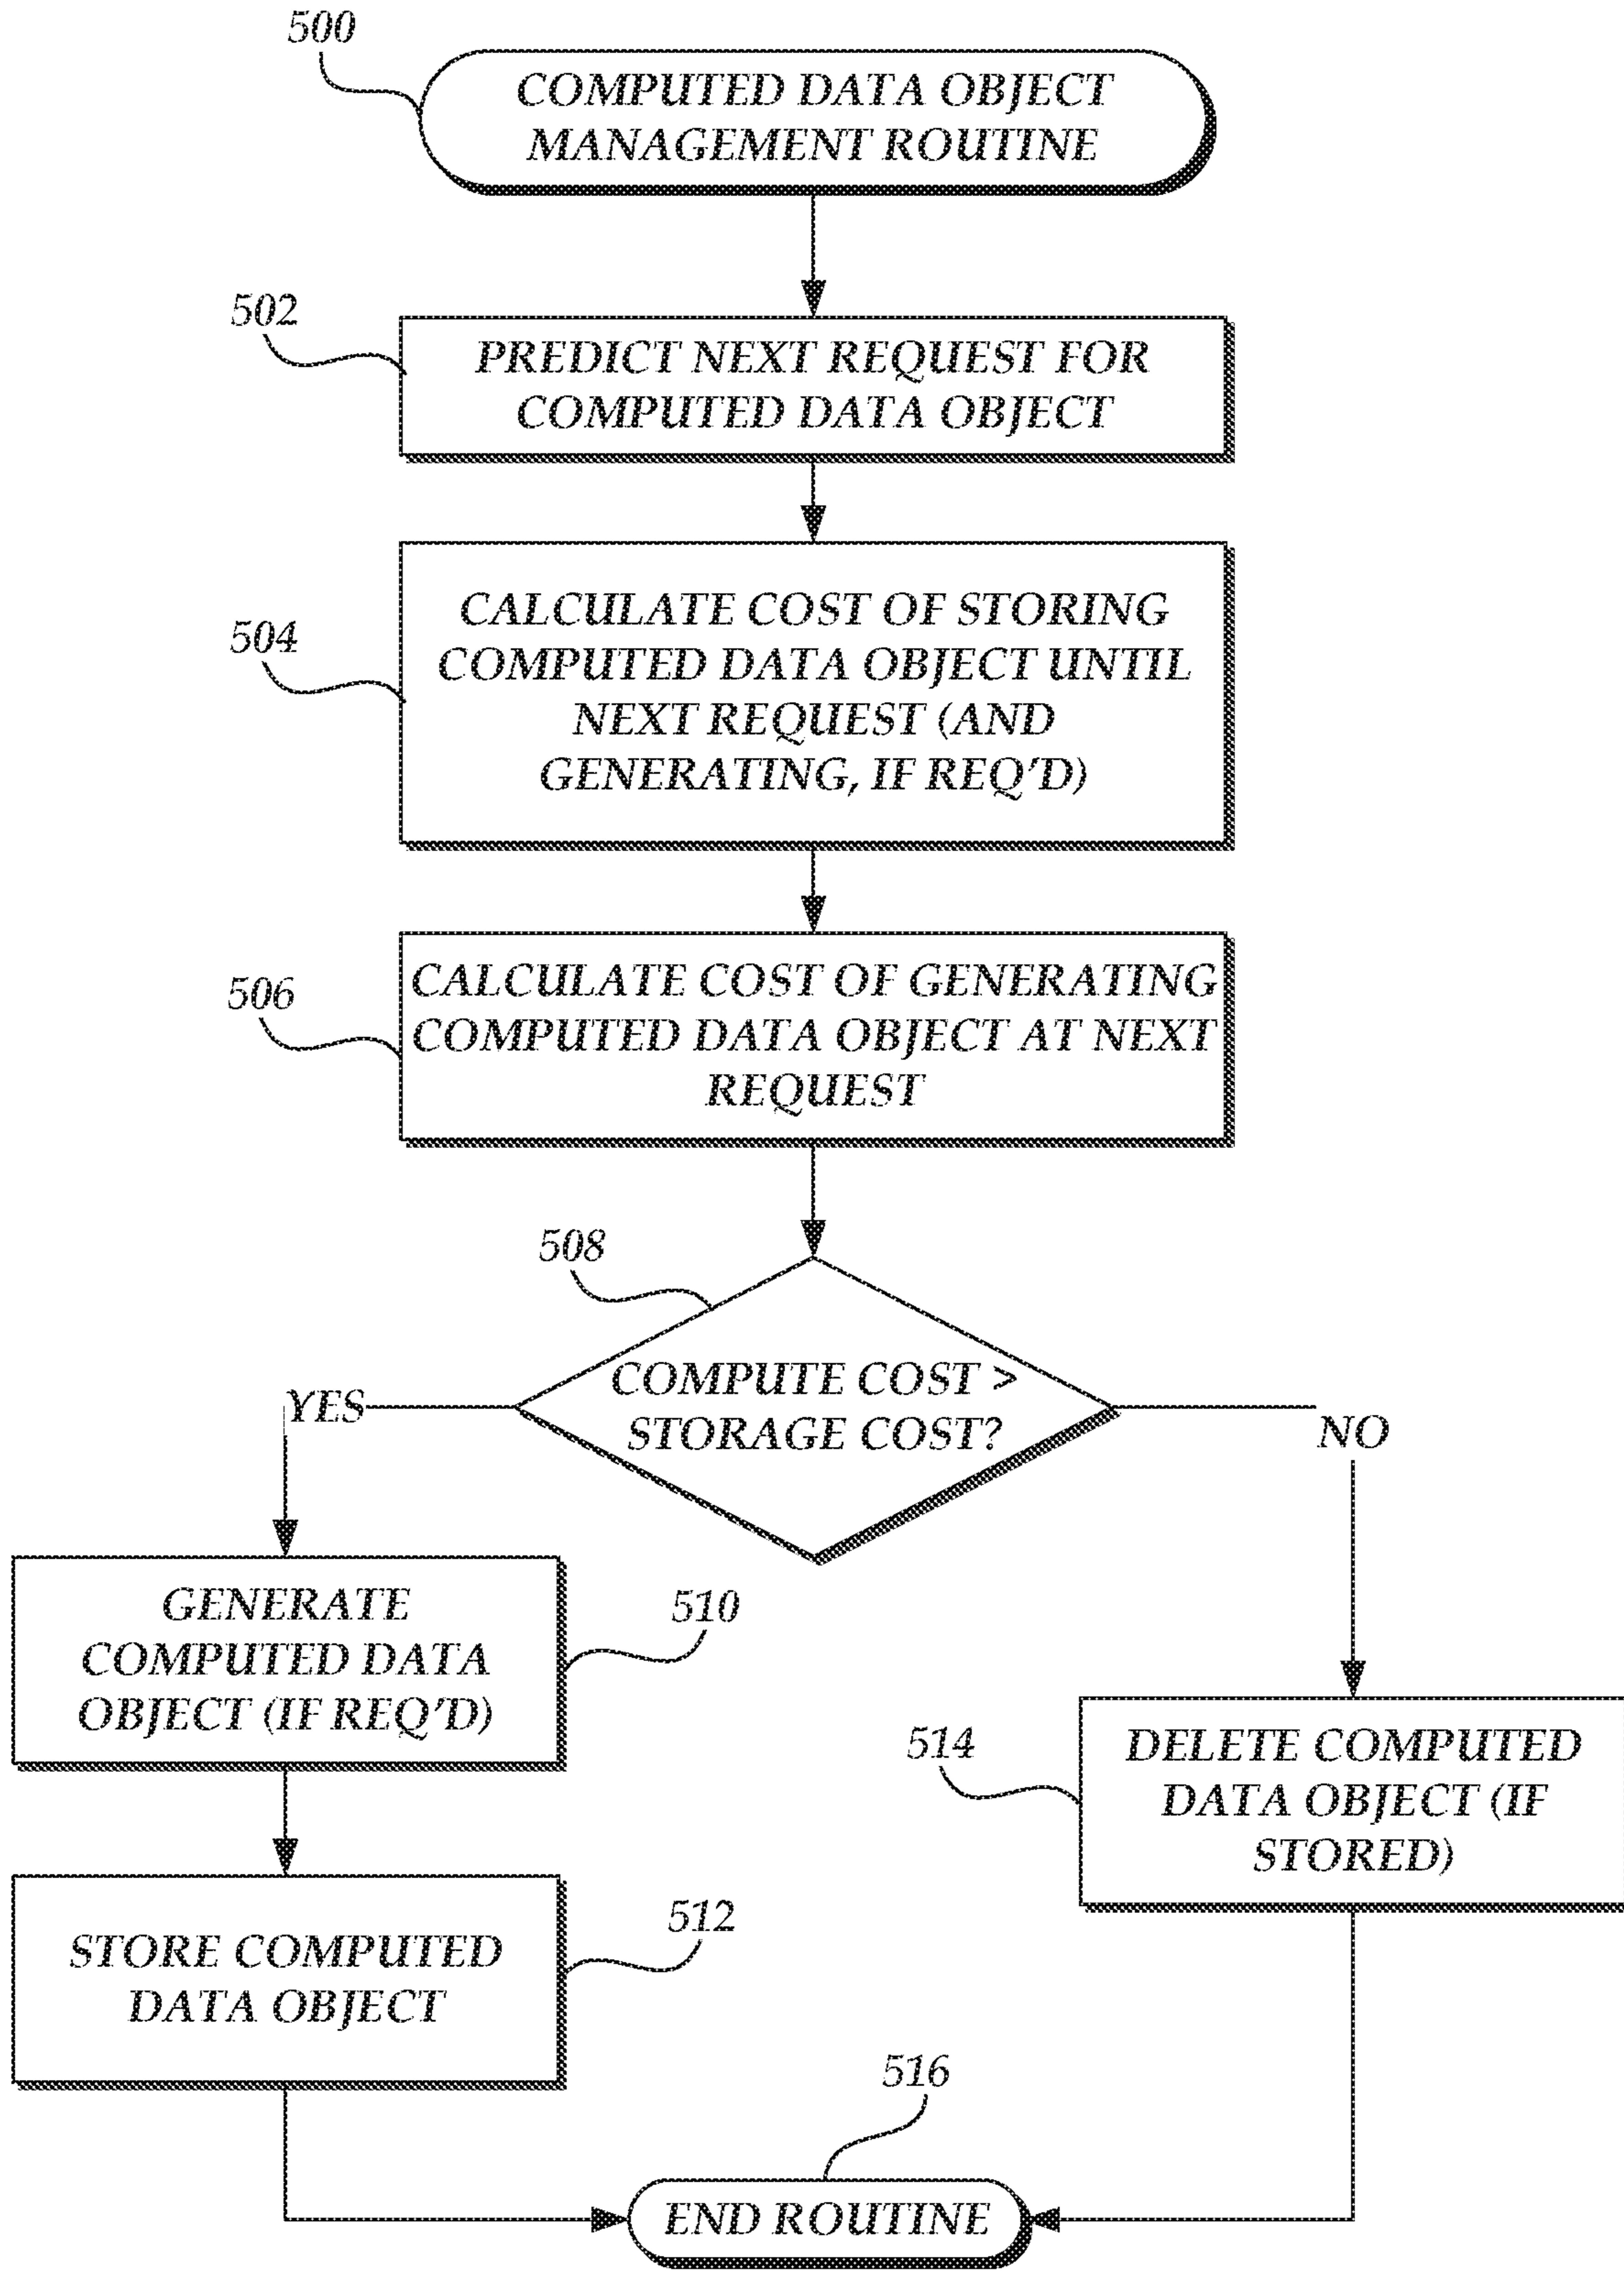 500
COMPUTED DATA OBJECT
MANAGEMENT ROUTINE
502
PREDICT NEXT REQUEST FOR
COMPUTED DATA OBJECT
504
CALCULATE COST OF STORING
COMPUTED DATA OBJECT UNTIL
NEXT REQUEST (AND
GENERATING, IF REQ'D)
506
CALCULATE COST OF GENERATING
COMPUTED DATA OBJECT AT NEXT
REQUEST
508
COMPUTE COST >
STORAGE COST?
YES
NO
GENERATE
COMPUTED DATA
OBJECT (IF REQ'D)
510
STORE COMPUTED
DATA OBJECT
512
514
DELETE COMPUTED
DATA OBJECT (IF
STORED)
516
END ROUTINE